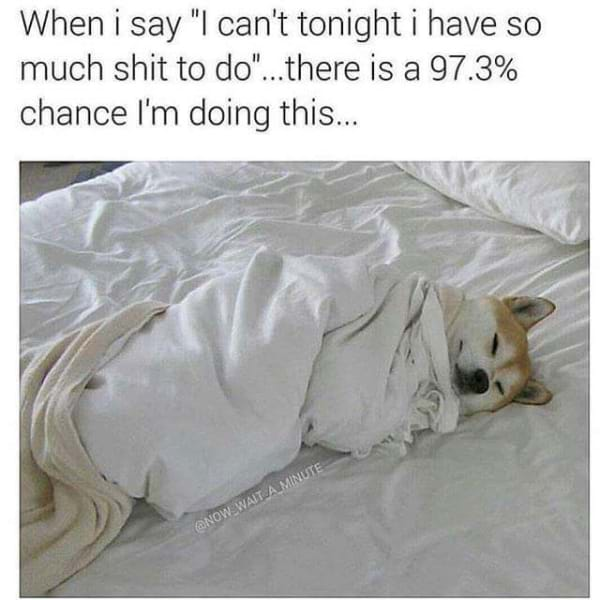 When i say "I can't tonight i have so
much shit to do"...there is a 97.3%
chance I'm doing this...
@NOW_WAIT_A_MINUTE